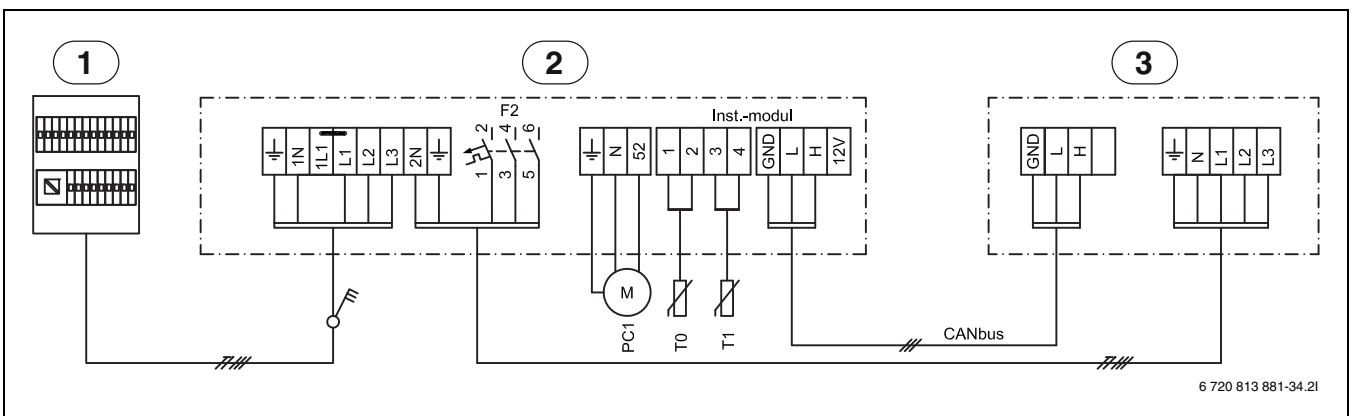 1
2
3
F2
Inst.-modul
1N
1L1
L1
L2
L3
2N
2
4
6
1
3
5
N
52
1
2
3
4
GND
L
H
12V
GND
L
H
N
L1
L2
L3
M
PC1
T0
T1
CANbus
6 720 813 881-34.2I